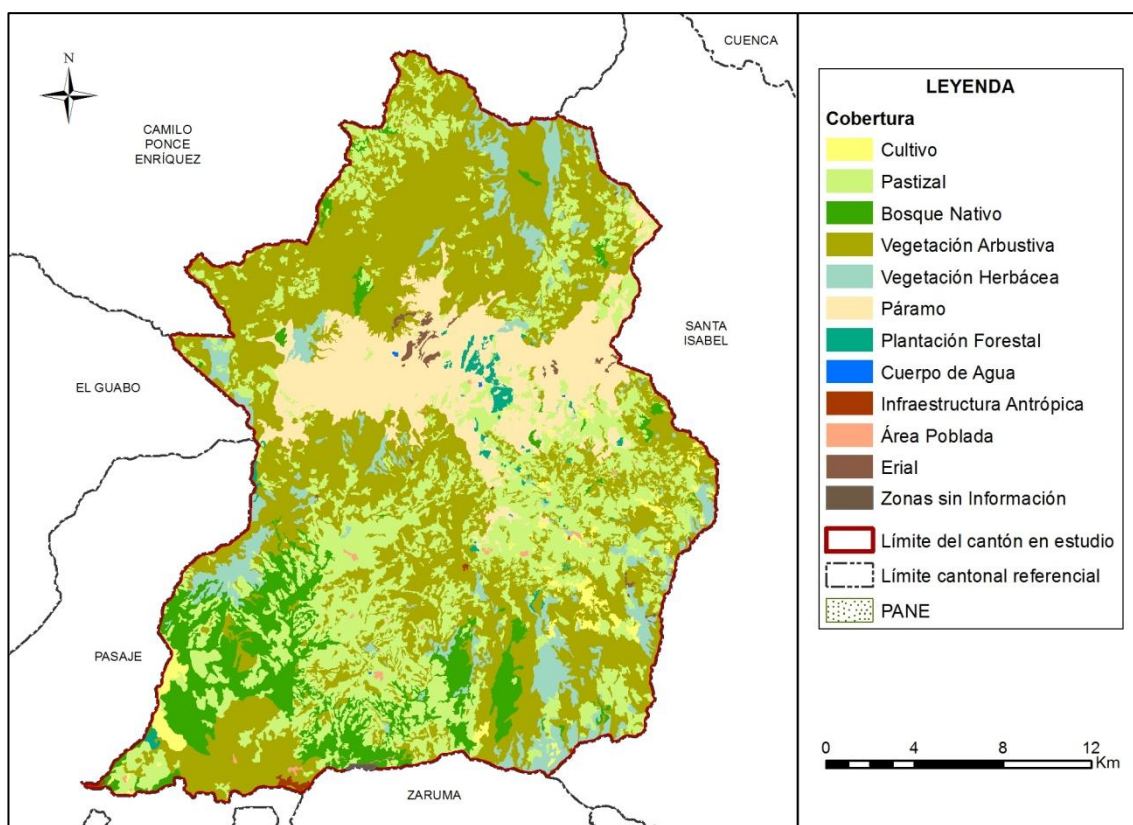 CUENCA
N
CAMILO
PONCE
ENRÍQUEZ
SANTA
ISABEL
EL GUABO
PASAJE
ZARUMA
LEYENDA
Cobertura
Cultivo
Pastizal
Bosque Nativo
Vegetación Arbustiva
Vegetación Herbácea
Páramo
Plantación Forestal
Cuerpo de Agua
Infraestructura Antrópica
Área Poblada
Erial
Zonas sin Información
Límite del cantón en estudio
Límite cantonal referencial
PANE
0 4 8 12
Km